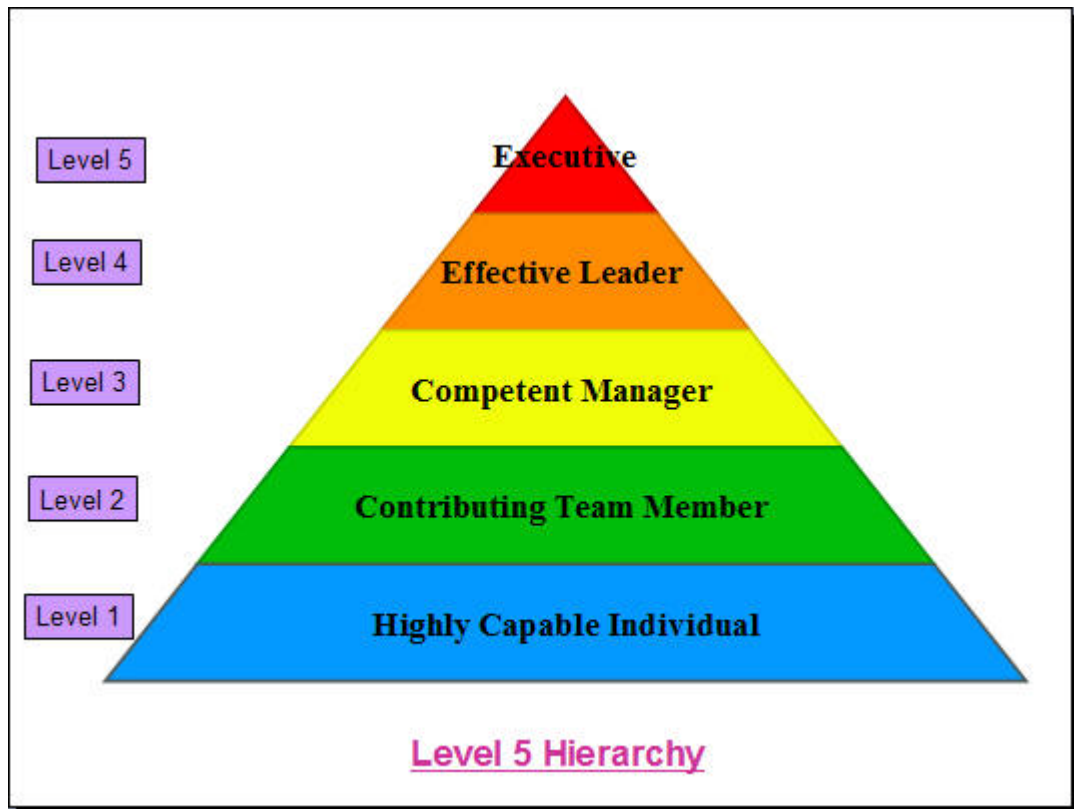 Level 5
Executive
Level 4
Effective Leader
Level 3
Competent Manager
Level 2
Contributing Team Member
Level 1
Highly Capable Individual
Level 5 Hierarchy